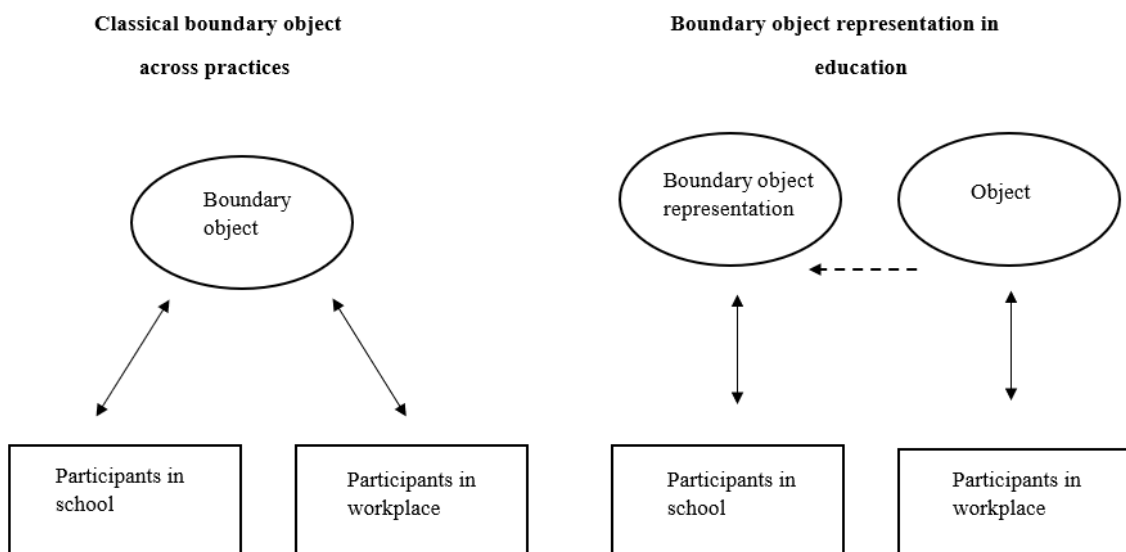 Classical boundary object
across practices
Boundary object representation in
education
Boundary
object
Boundary object
representation
Object
Participants in
school
Participants in
workplace
Participants in
school
Participants in
workplace